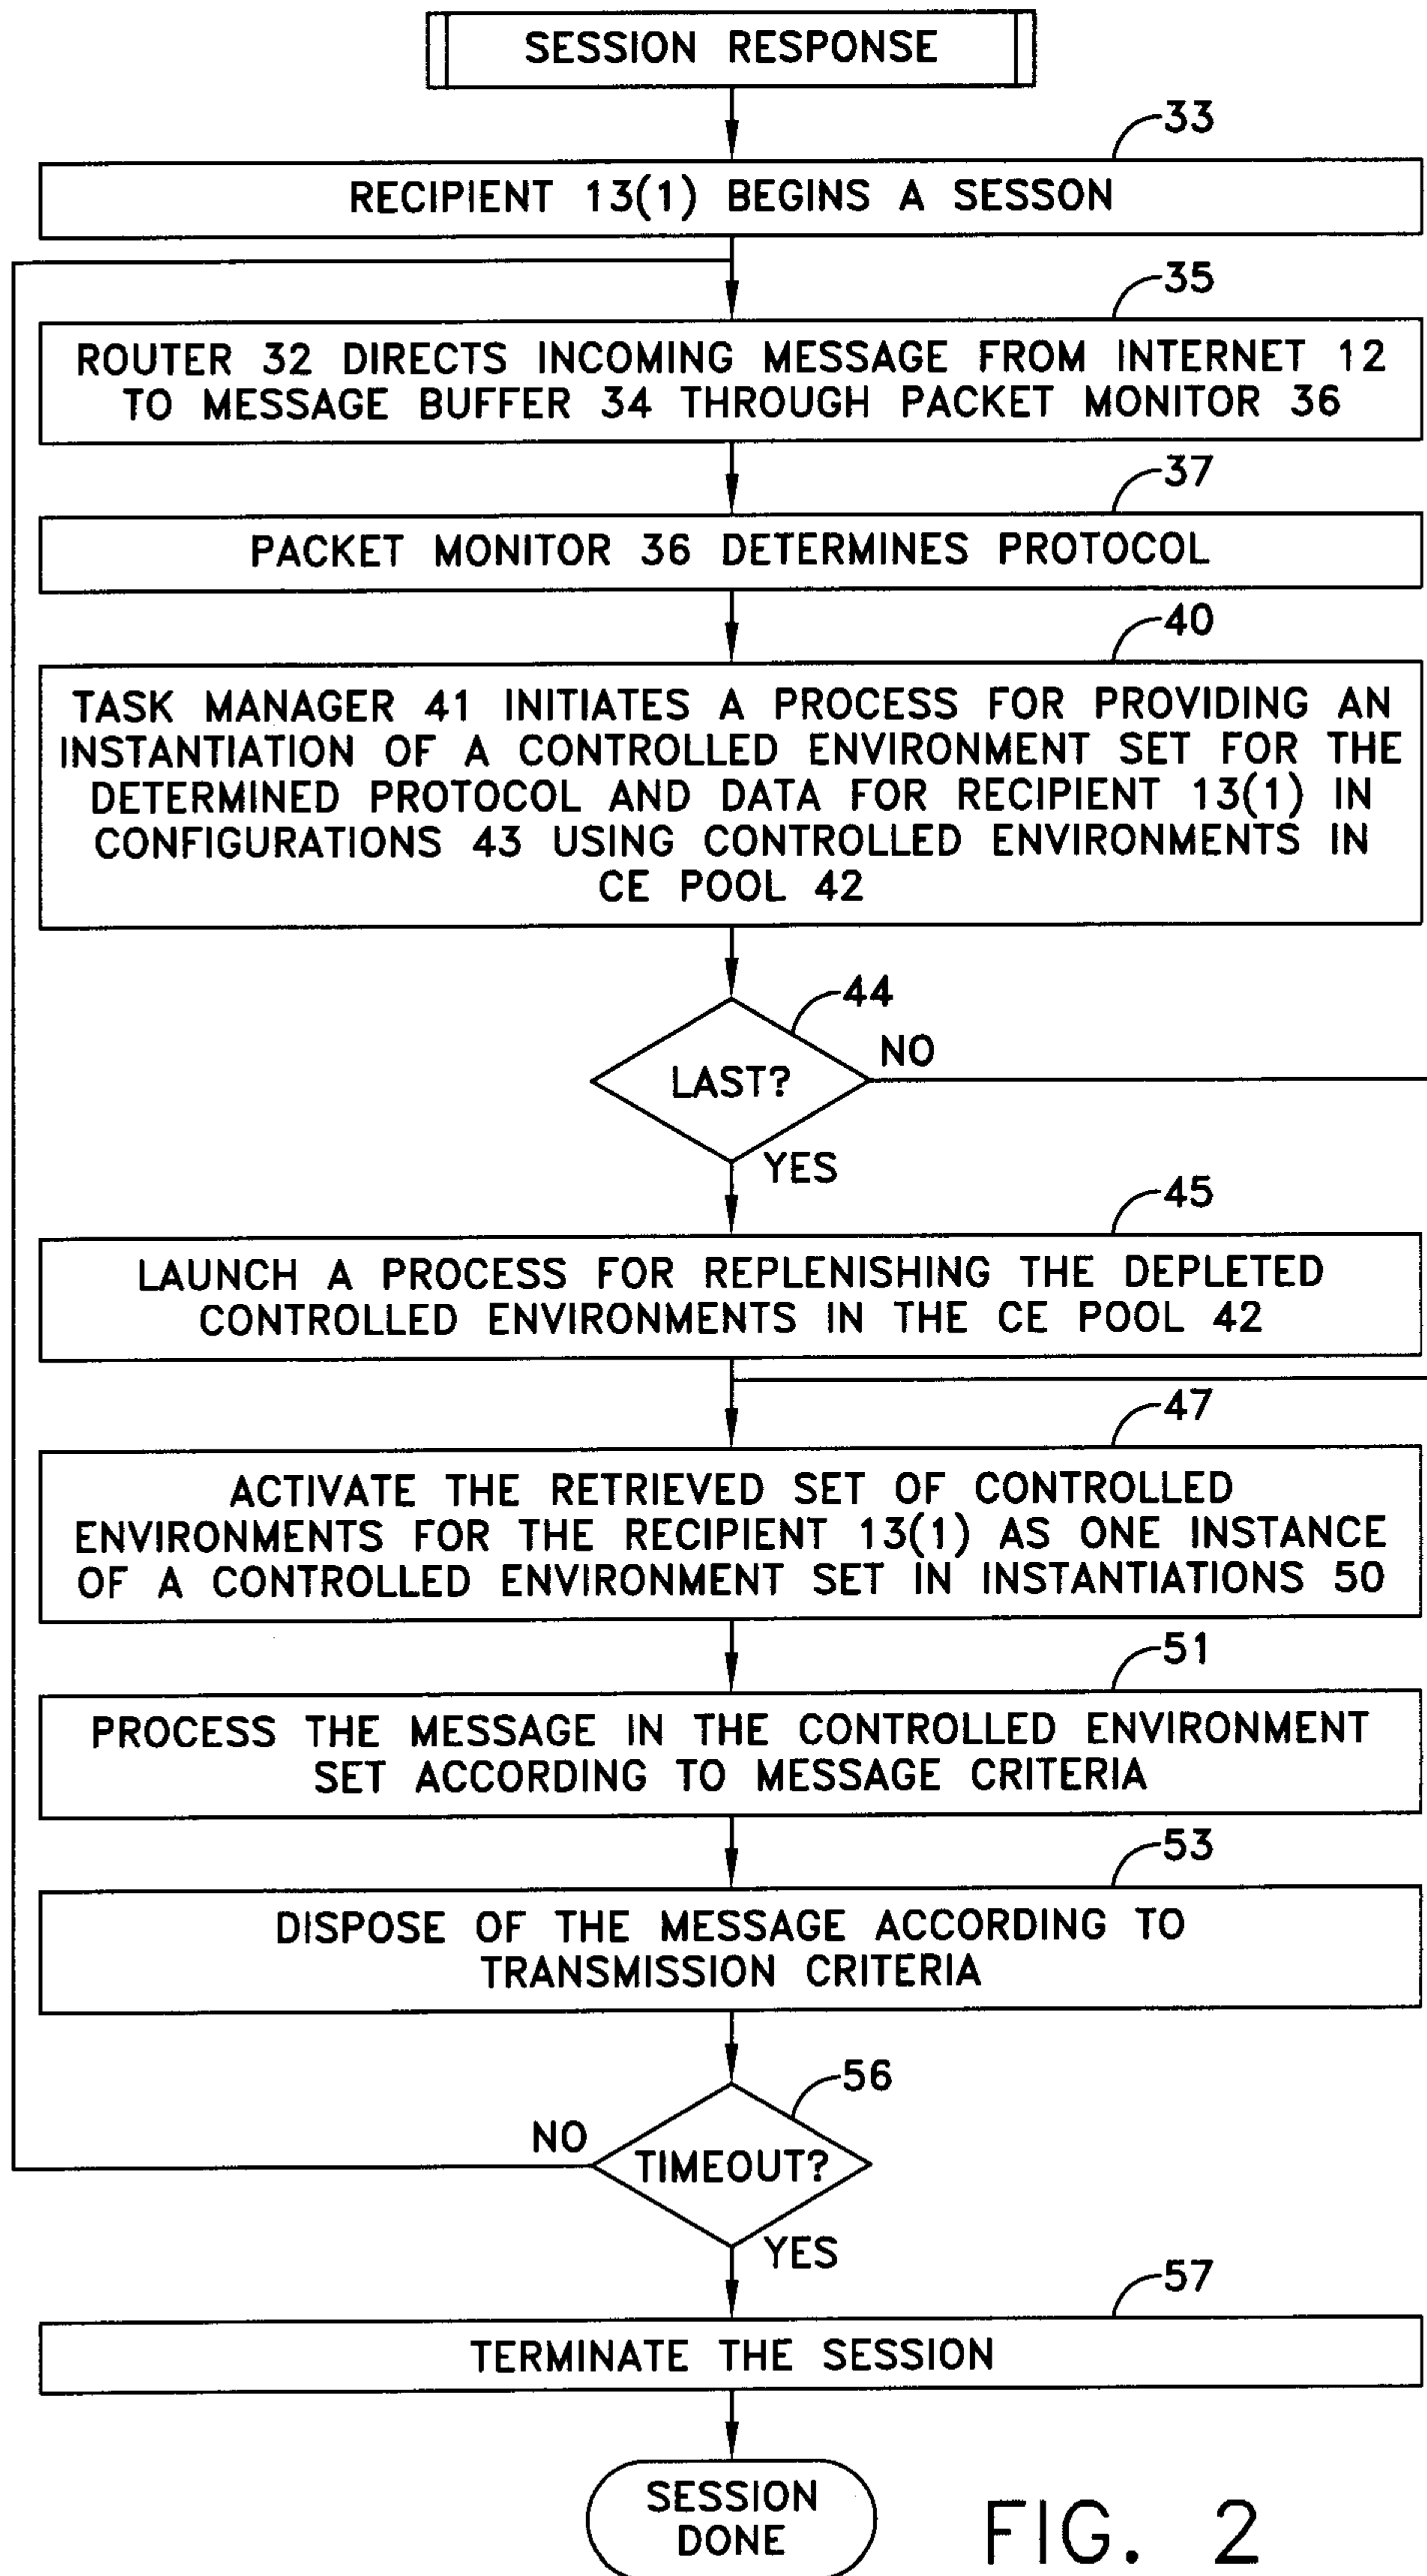 SESSION RESPONSE
33
RECIPIENT 13(1) BEGINS A SESSON
35
ROUTER 32 DIRECTS INCOMING MESSAGE FROM INTERNET 12
TO MESSAGE BUFFER 34 THROUGH PACKET MONITOR 36
37
PACKET MONITOR 36 DETERMINES PROTOCOL
40
TASK MANAGER 41 INITIATES A PROCESS FOR PROVIDING AN
INSTANTIATION OF A CONTROLLED ENVIRONMENT SET FOR THE
DETERMINED PROTOCOL AND DATA FOR RECIPIENT 13(1) IN
CONFIGURATIONS 43 USING CONTROLLED ENVIRONMENTS IN
CE POOL 42
44
LAST?
NO
YES
45
LAUNCH A PROCESS FOR REPLENISHING THE DEPLETED
CONTROLLED ENVIRONMENTS IN THE CE POOL 42
47
ACTIVATE THE RETRIEVED SET OF CONTROLLED
ENVIRONMENTS FOR THE RECIPIENT 13(1) AS ONE INSTANCE
OF A CONTROLLED ENVIRONMENT SET IN INSTANTIATIONS 50
51
PROCESS THE MESSAGE IN THE CONTROLLED ENVIRONMENT
SET ACCORDING TO MESSAGE CRITERIA
53
DISPOSE OF THE MESSAGE ACCORDING TO
TRANSMISSION CRITERIA
56
NO
TIMEOUT?
YES
57
TERMINATE THE SESSION
SESSION
DONE
FIG. 2